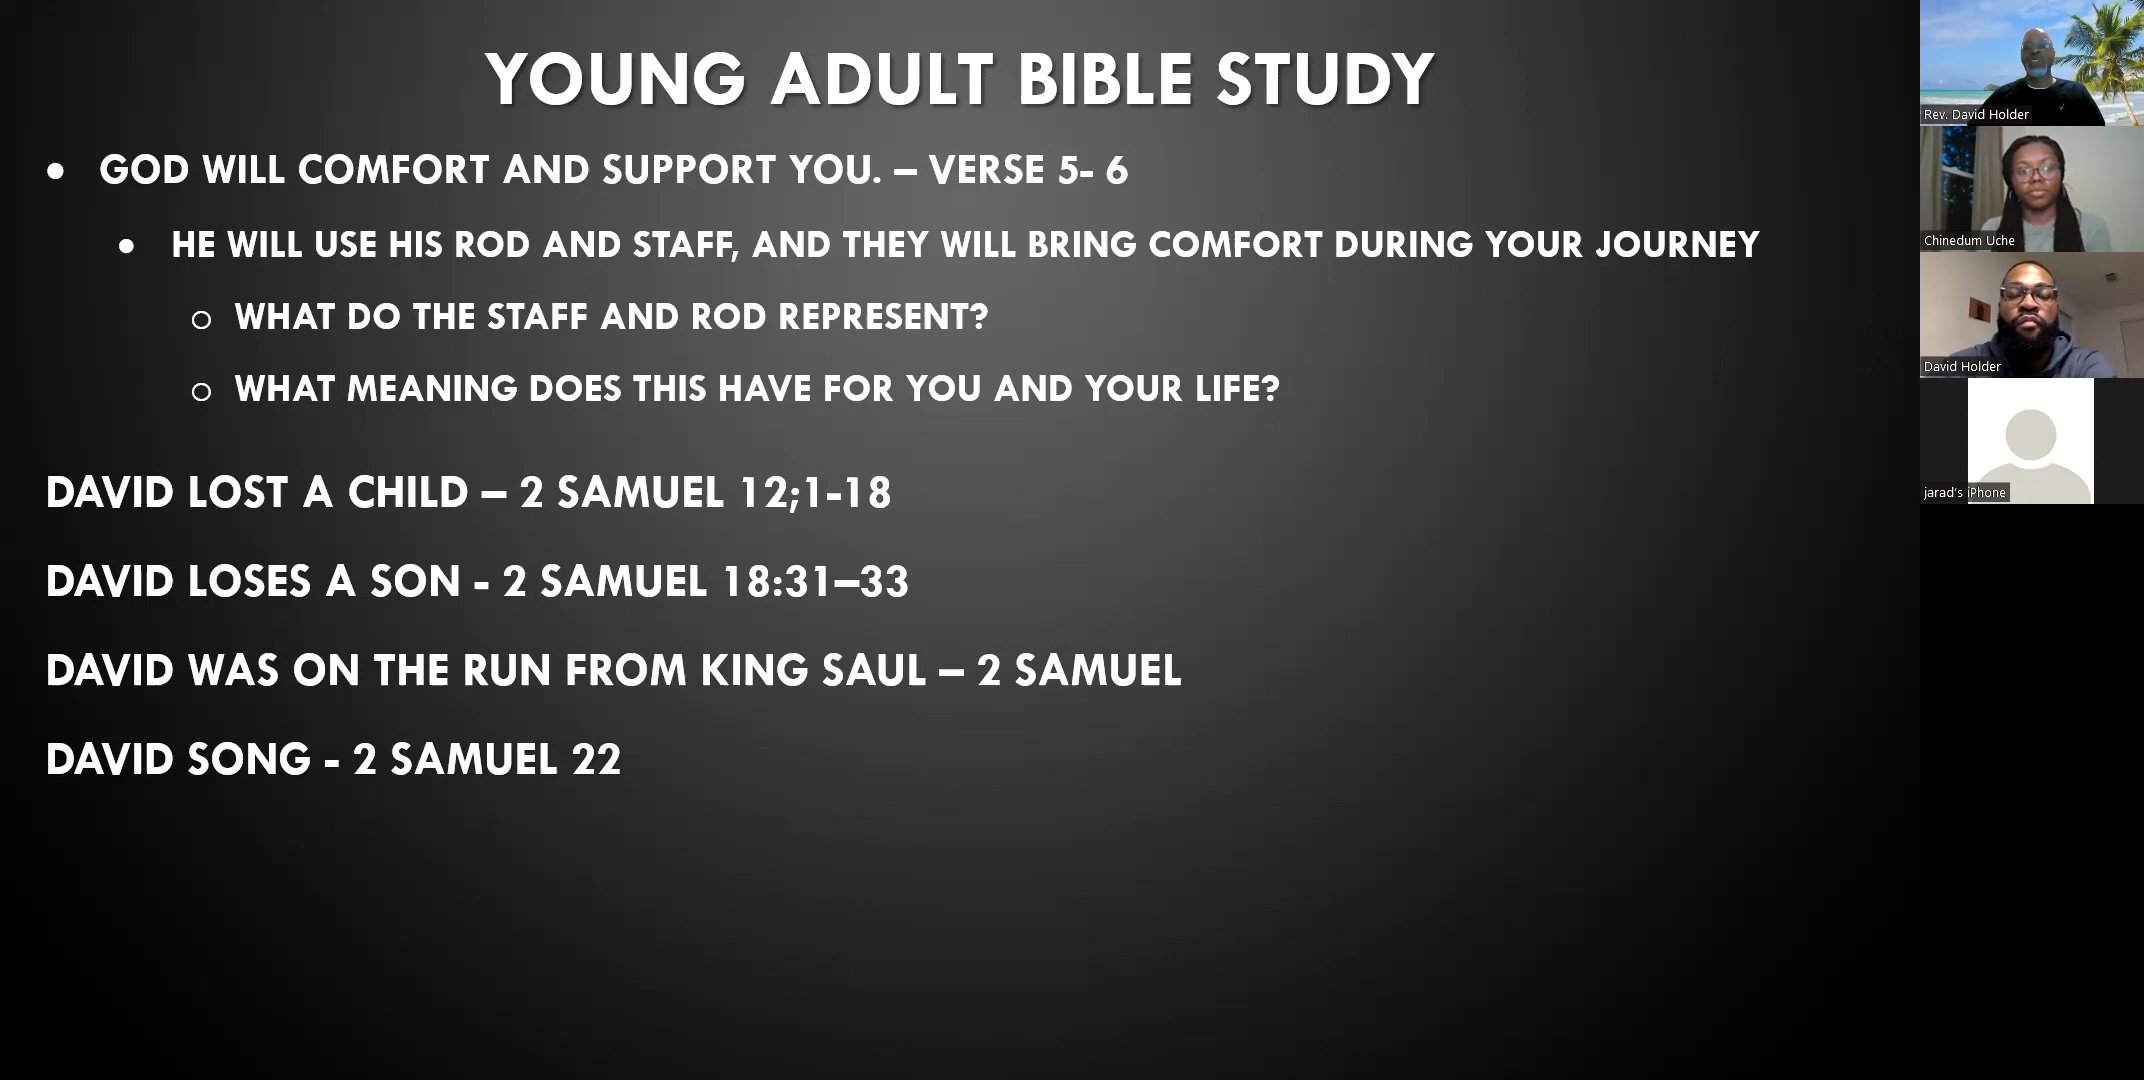 YOUNG ADULT BIBLE STUDY
• GOD WILL COMFORT AND SUPPORT YOU. – VERSE 5- 6
• HE WILL USE HIS ROD AND STAFF, AND THEY WILL BRING COMFORT DURING YOUR JOURNEY
○ WHAT DO THE STAFF AND ROD REPRESENT?
○ WHAT MEANING DOES THIS HAVE FOR YOU AND YOUR LIFE?
DAVID LOST A CHILD – 2 SAMUEL 12;1-18
DAVID LOSES A SON - 2 SAMUEL 18:31–33
DAVID WAS ON THE RUN FROM KING SAUL – 2 SAMUEL
DAVID SONG - 2 SAMUEL 22
Rev. David Holder
Chinedum Uche
David Holder
jarad's iPhone